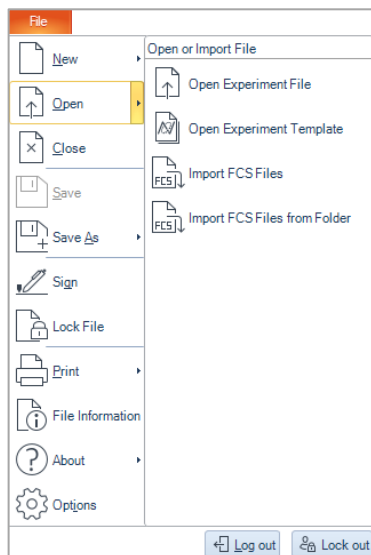 File
New
Open
Close
Save
Save As
Sign
Lock File
Print
File Information
About
Options
Open or Import File
Open Experiment File
Open Experiment Template
FCS
Import FCS Files
FCS
Import FCS Files from Folder
Log out
Lock out